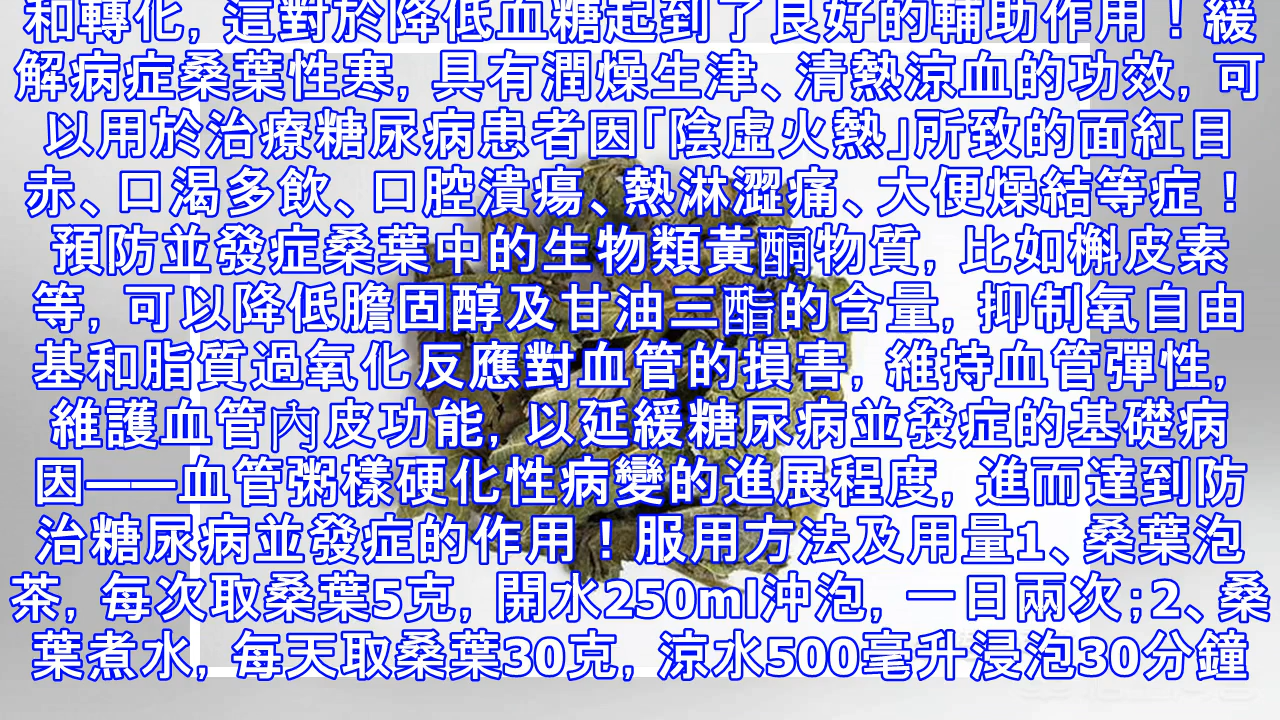 和轉化, 這對於降低血糖起到了良好的輔助作用！緩
解病症桑葉性寒, 具有潤燥生津、清熱涼血的功效, 可
以用於治療糖尿病患者因「陰虛火熱」所致的面紅目
赤、口渴多飲、口腔潰瘍、熱淋澀痛、大便燥結等症！
預防並發症桑葉中的生物類黃酮物質, 比如槲皮素
等, 可以降低膽固醇及甘油三酯的含量, 抑制氧自由
基和脂質過氧化反應對血管的損害, 維持血管彈性,
維護血管內皮功能, 以延緩糖尿病並發症的基礎病
因——血管粥樣硬化性病變的進展程度, 進而達到防
治糖尿病並發症的作用！服用方法及用量1、桑葉泡
茶, 每次取桑葉5克, 開水250ml沖泡, 一日兩次;2、桑
葉煮水, 每天取桑葉30克, 涼水500毫升浸泡30分鐘